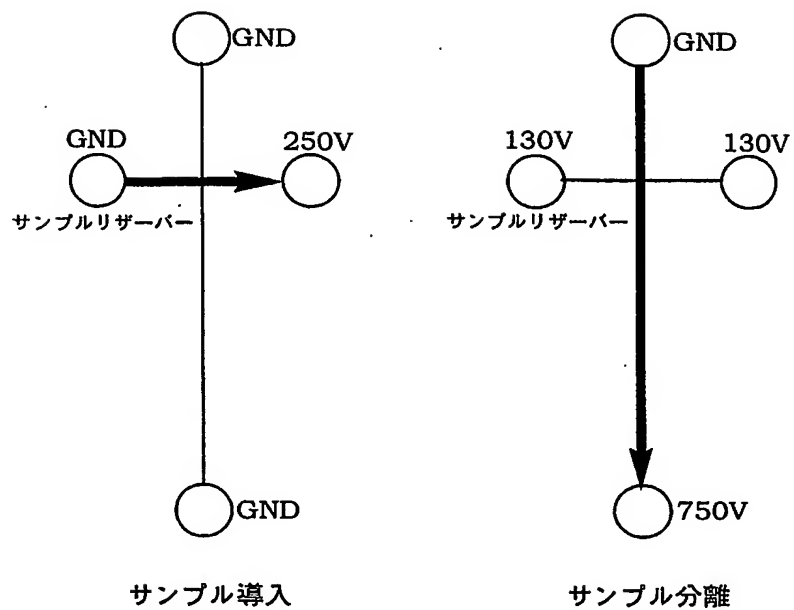 GND
GND
250V
サンプルリザーバー
GND
サンプル導入
GND
130V
130V
サンプルリザーバー
750V
サンプル分離